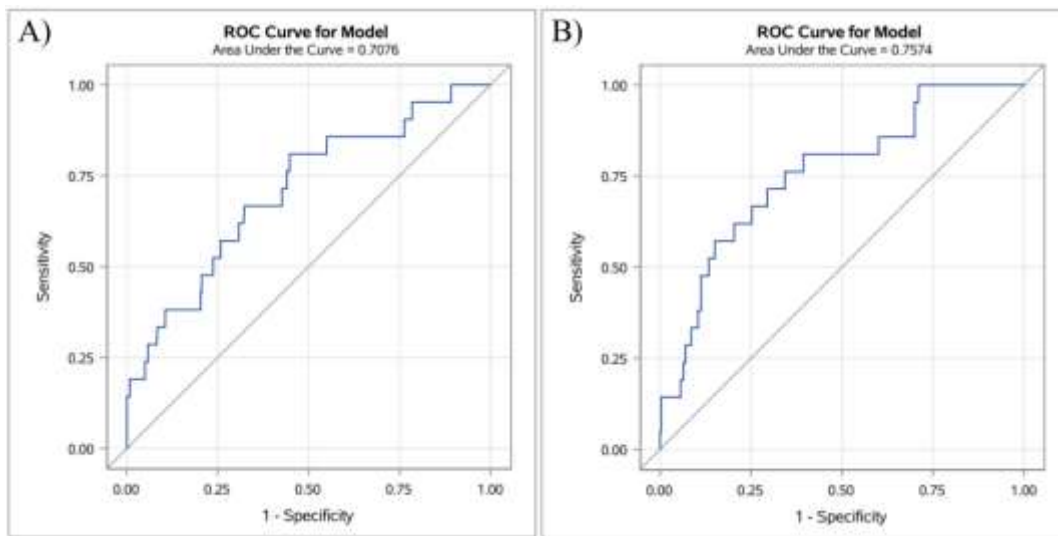 A)
ROC Curve for Model
Area Under the Curve = 0.7076
1.00
0.75
0.50
0.25
0.00
Sensitivity
0.00 0.25 0.50 0.75 1.00
1 - Specificity
B)
ROC Curve for Model
Area Under the Curve = 0.7574
1.00
0.75
0.50
0.25
0.00
Sensitivity
0.00 0.25 0.50 0.75 1.00
1 - Specificity